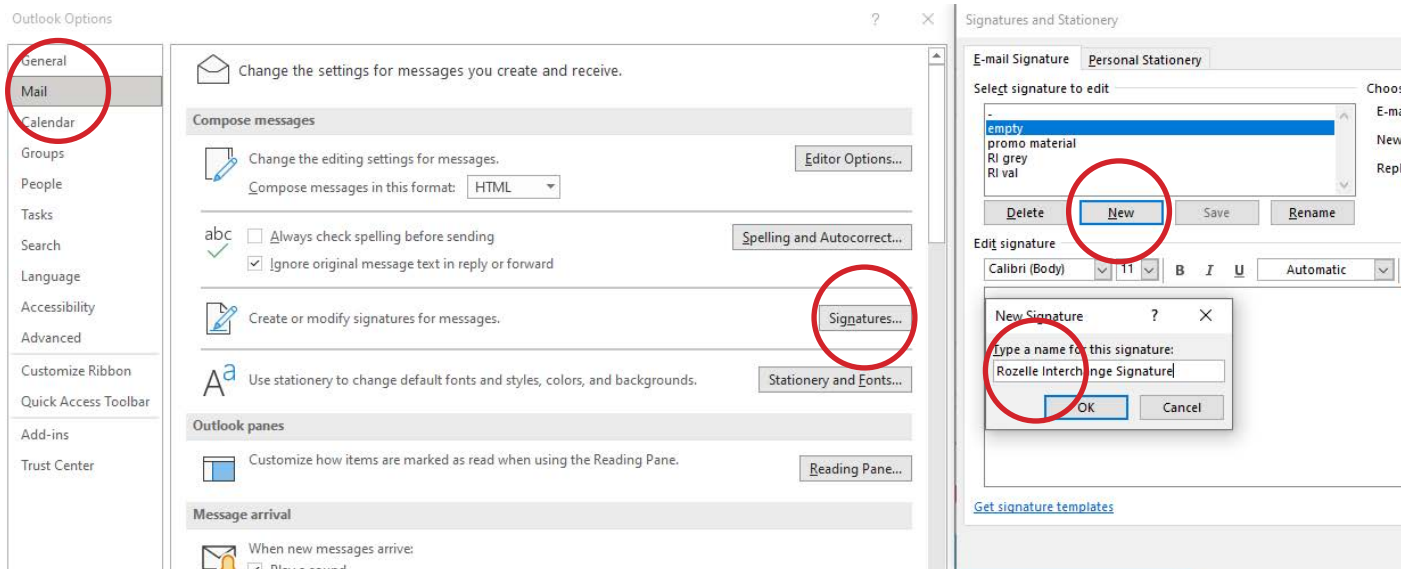 Outlook Options
?
General
Mail
Calendar
Groups
People
Tasks
Search
Language
Accessibility
Advanced
Customize Ribbon
Quick Access Toolbar
Add-ins
Trust Center
Change the settings for messages you create and receive.
Compose messages
Change the editing settings for messages.
Editor Options...
Compose messages in this format: HTML
abc
Always check spelling before sending
Spelling and Autocorrect...
Ignore original message text in reply or forward
Create or modify signatures for messages.
Signatures...
Aa
Use stationery to change default fonts and styles, colors, and backgrounds.
Stationery and Fonts...
Outlook panes
Customize how items are marked as read when using the Reading Pane.
Reading Pane...
Message arrival
When new messages arrive:
Play a sound
Signatures and Stationery
E-mail Signature Personal Stationery
Select signature to edit
Choos
-
empty
promo material
RI grey
RI val
E-ma
New
Repl
Delete New Save Rename
Edit signature
Calibri (Body) 11 B I U Automatic
New Signature ?
Type a name for this signature:
Rozelle Interchange Signature
OK Cancel
Get signature templates